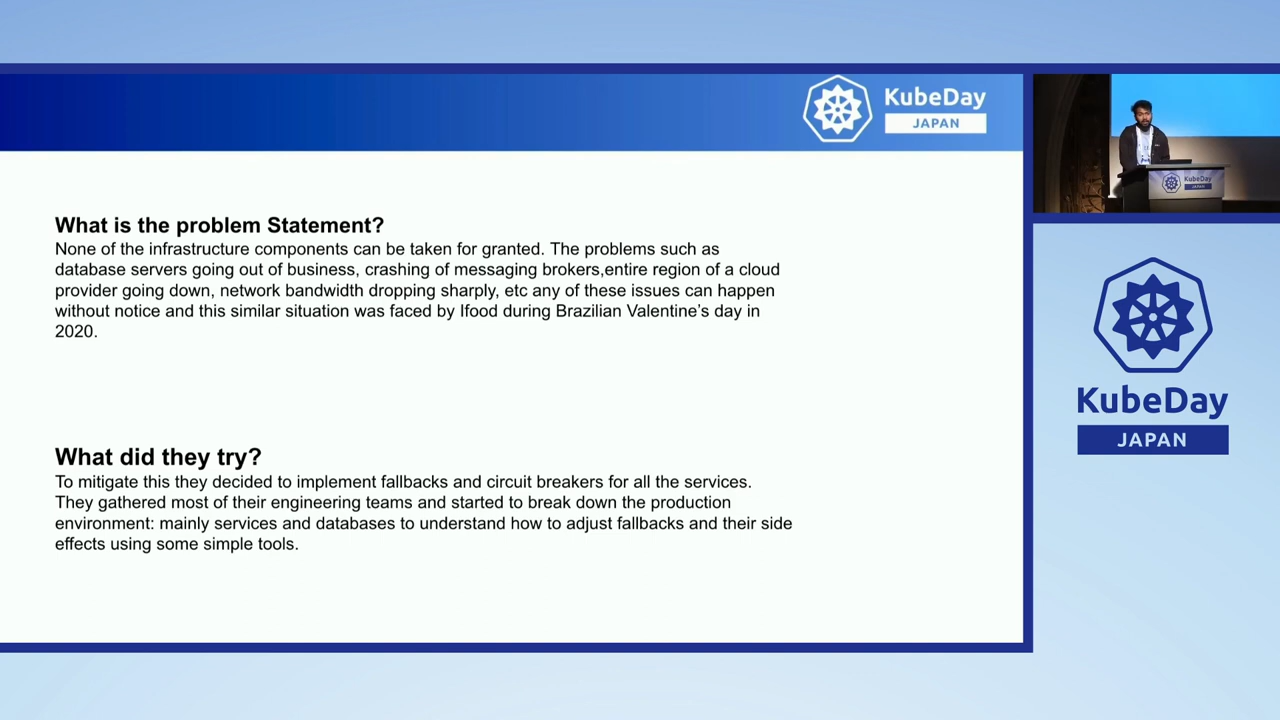 KubeDay
JAPAN
What is the problem Statement?
None of the infrastructure components can be taken for granted. The problems such as
database servers going out of business, crashing of messaging brokers,entire region of a cloud
provider going down, network bandwidth dropping sharply, etc any of these issues can happen
without notice and this similar situation was faced by Ifood during Brazilian Valentine's day in
2020.
What did they try?
To mitigate this they decided to implement fallbacks and circuit breakers for all the services.
They gathered most of their engineering teams and started to break down the production
environment: mainly services and databases to understand how to adjust fallbacks and their side
effects using some simple tools.
KubeDay
JAPAN
KubeDay
JAPAN